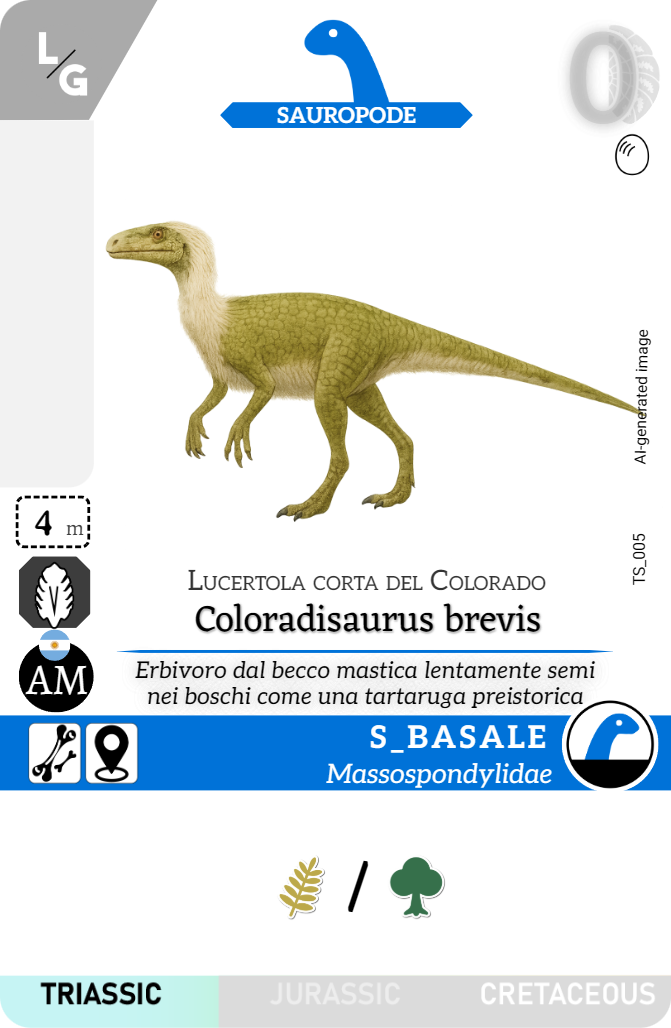 L/G
SAUROPODE
0
AI-generated image
4 m
TS_005
V
AM
Lucertola corta del Colorado
Coloradisaurus brevis
Erbivoro dal becco mastica lentamente semi
nei boschi come una tartaruga preistorica
S_BASALE
Massospondylidae
/
TRIASSIC
JURASSIC
CRETACEOUS